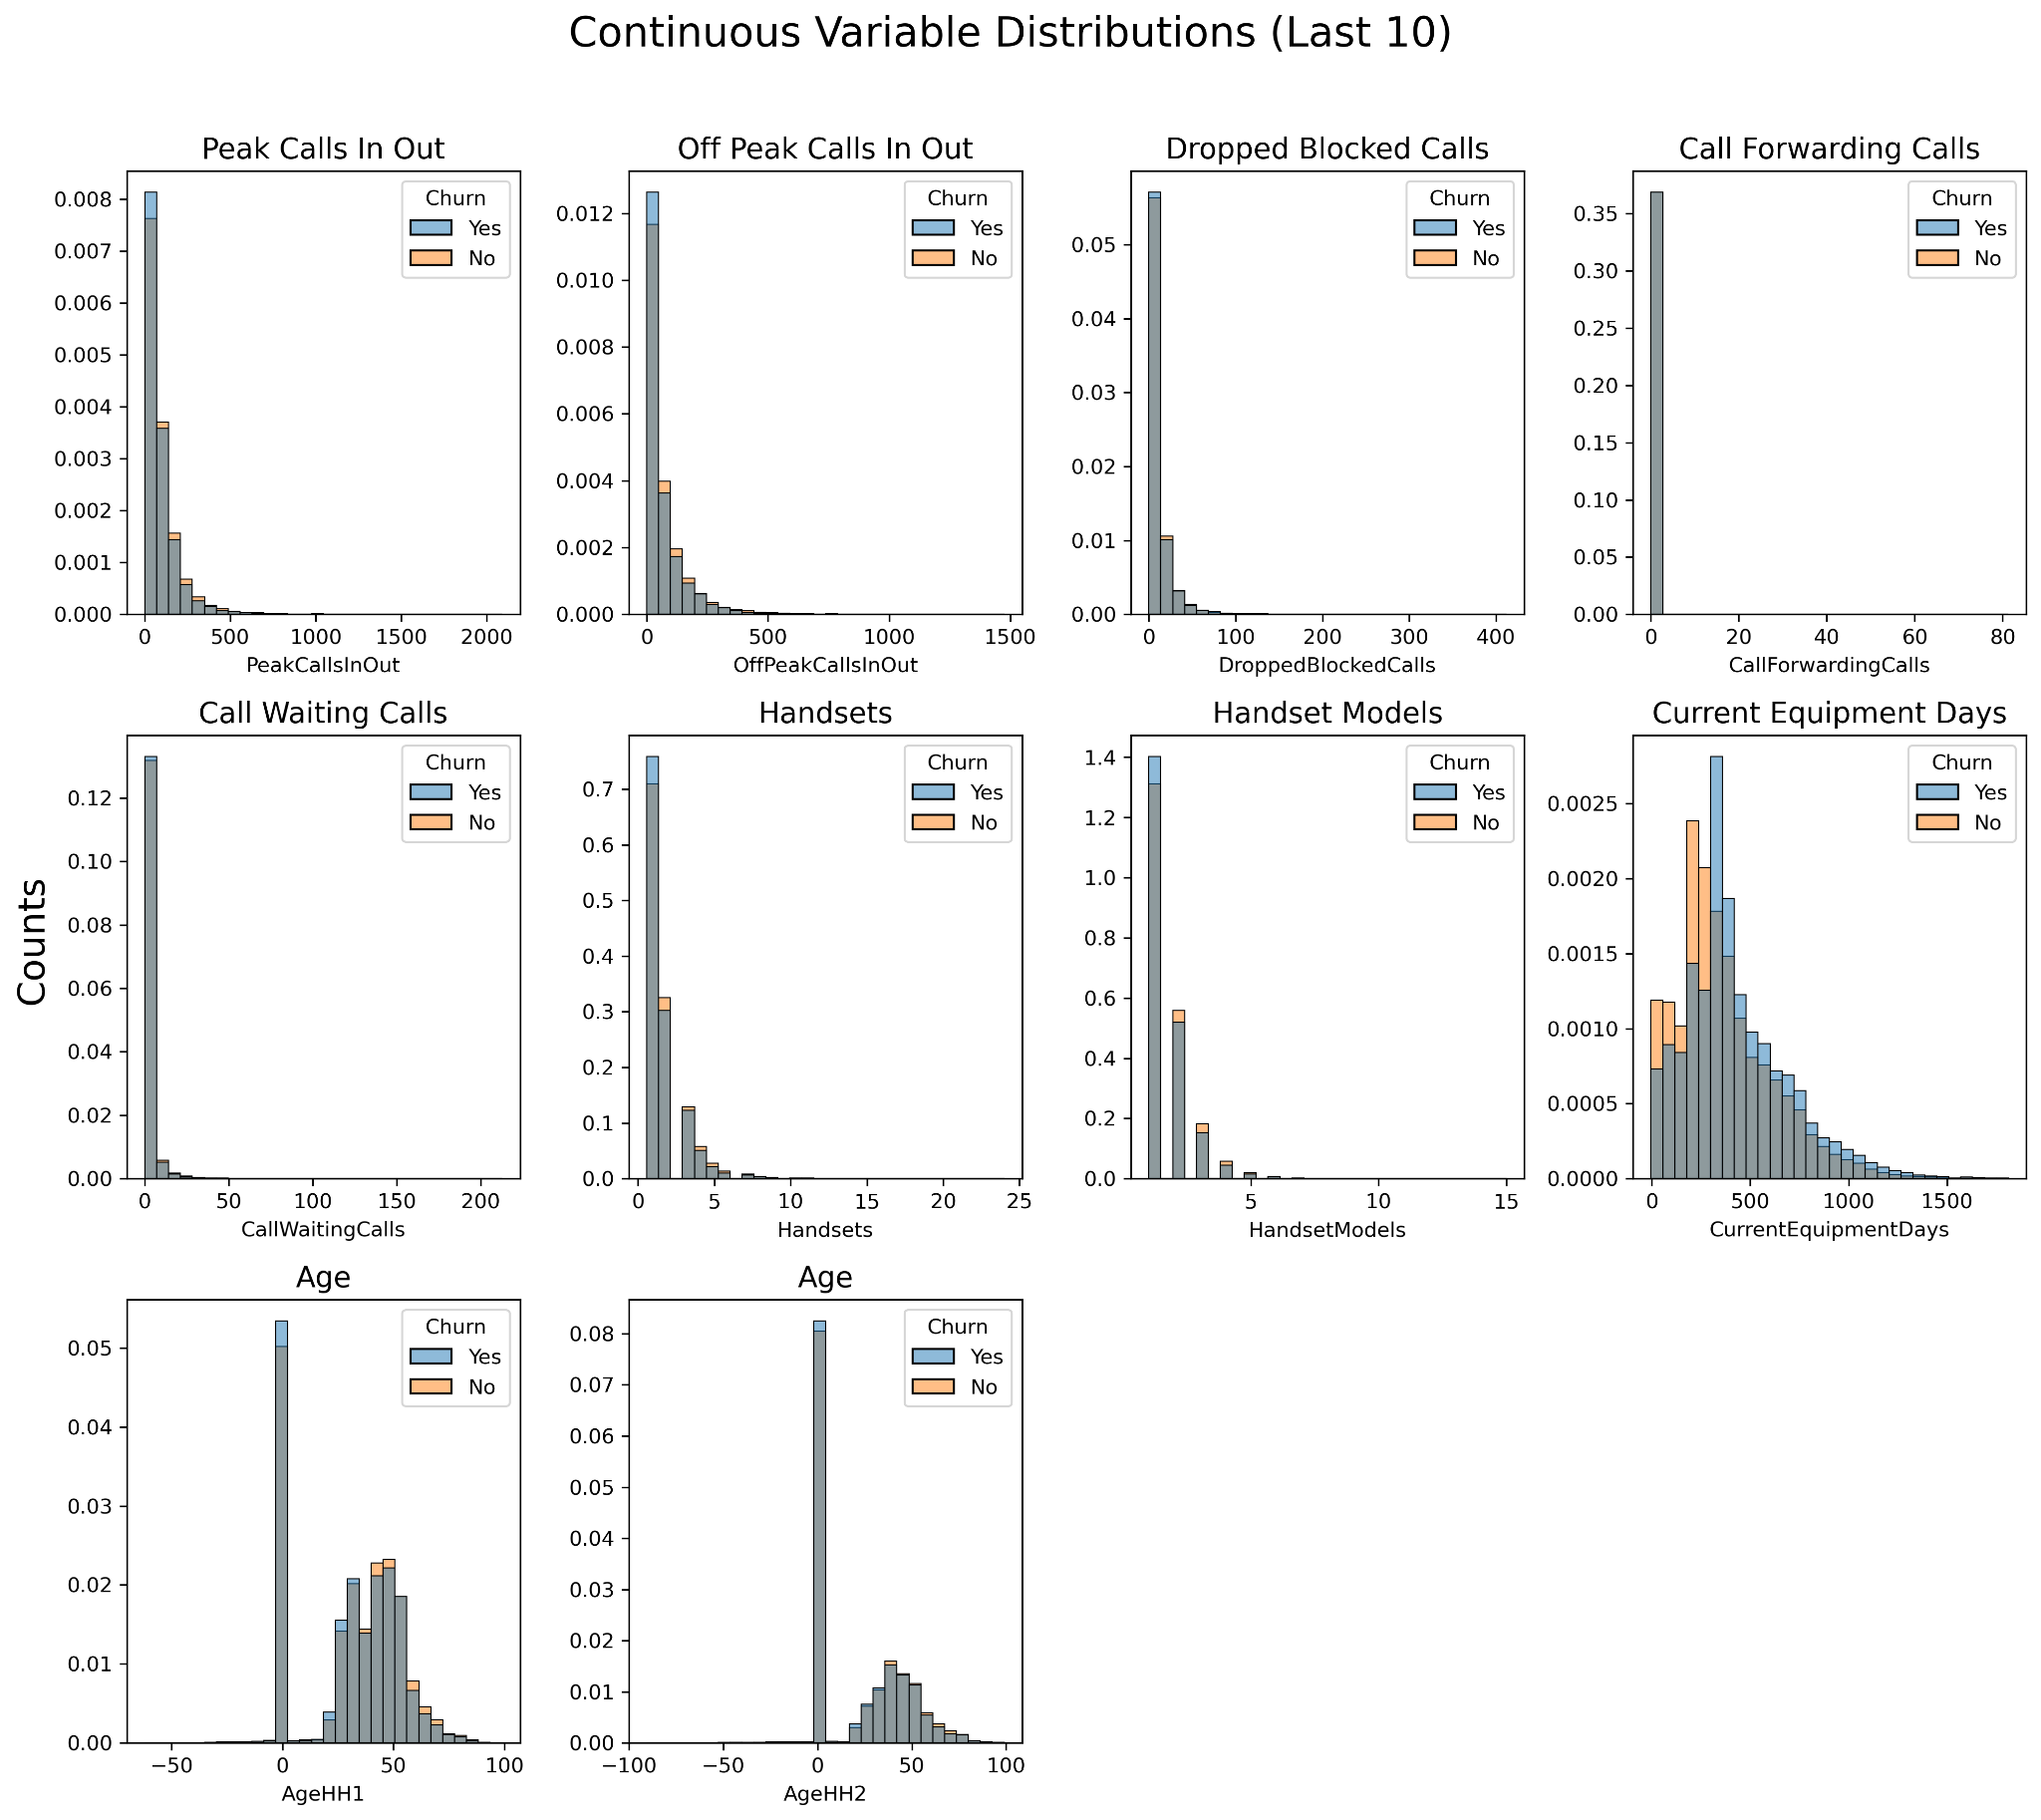 Continuous Variable Distributions (Last 10)
Counts
Peak Calls In Out
0.008
0.007
0.006
0.005
0.004
0.003
0.002
0.001
0.000
Churn
Yes
No
0 500 1000 1500 2000
PeakCallsInOut
Off Peak Calls In Out
0.012
0.010
0.008
0.006
0.004
0.002
0.000
Churn
Yes
No
0 500 1000 1500
OffPeakCallsInOut
Dropped Blocked Calls
0.05
0.04
0.03
0.02
0.01
0.00
Churn
Yes
No
0 100 200 300 400
DroppedBlockedCalls
Call Forwarding Calls
0.35
0.30
0.25
0.20
0.15
0.10
0.05
0.00
Churn
Yes
No
0 20 40 60 80
CallForwardingCalls
Call Waiting Calls
0.12
0.10
0.08
0.06
0.04
0.02
0.00
Churn
Yes
No
0 50 100 150 200
CallWaitingCalls
Handsets
0.7
0.6
0.5
0.4
0.3
0.2
0.1
0.0
Churn
Yes
No
0 5 10 15 20 25
Handsets
Handset Models
1.4
1.2
1.0
0.8
0.6
0.4
0.2
0.0
Churn
Yes
No
5 10 15
HandsetModels
Current Equipment Days
0.0025
0.0020
0.0015
0.0010
0.0005
0.0000
Churn
Yes
No
0 500 1000 1500
CurrentEquipmentDays
Age
0.05
0.04
0.03
0.02
0.01
0.00
Churn
Yes
No
−50 0 50 100
AgeHH1
Age
0.08
0.07
0.06
0.05
0.04
0.03
0.02
0.01
0.00
Churn
Yes
No
−100 −50 0 50 100
AgeHH2